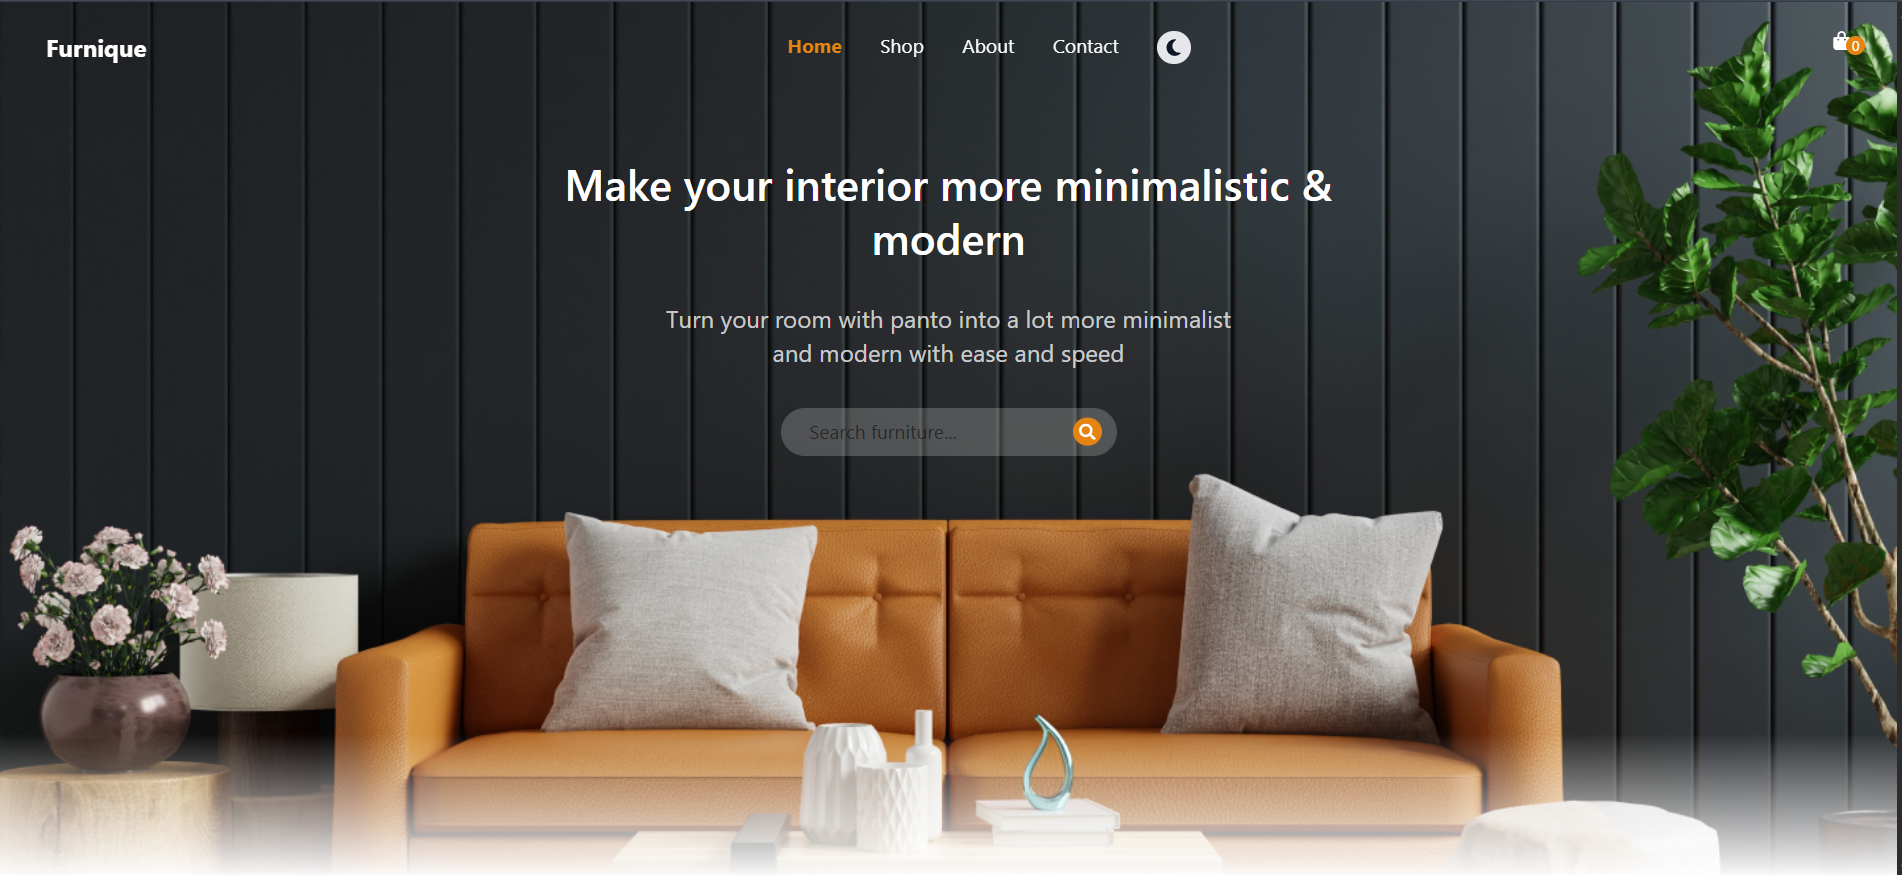 Furnique
Home Shop About Contact
0
Make your interior more minimalistic &
modern
Turn your room with panto into a lot more minimalist
and modern with ease and speed
Search furniture...